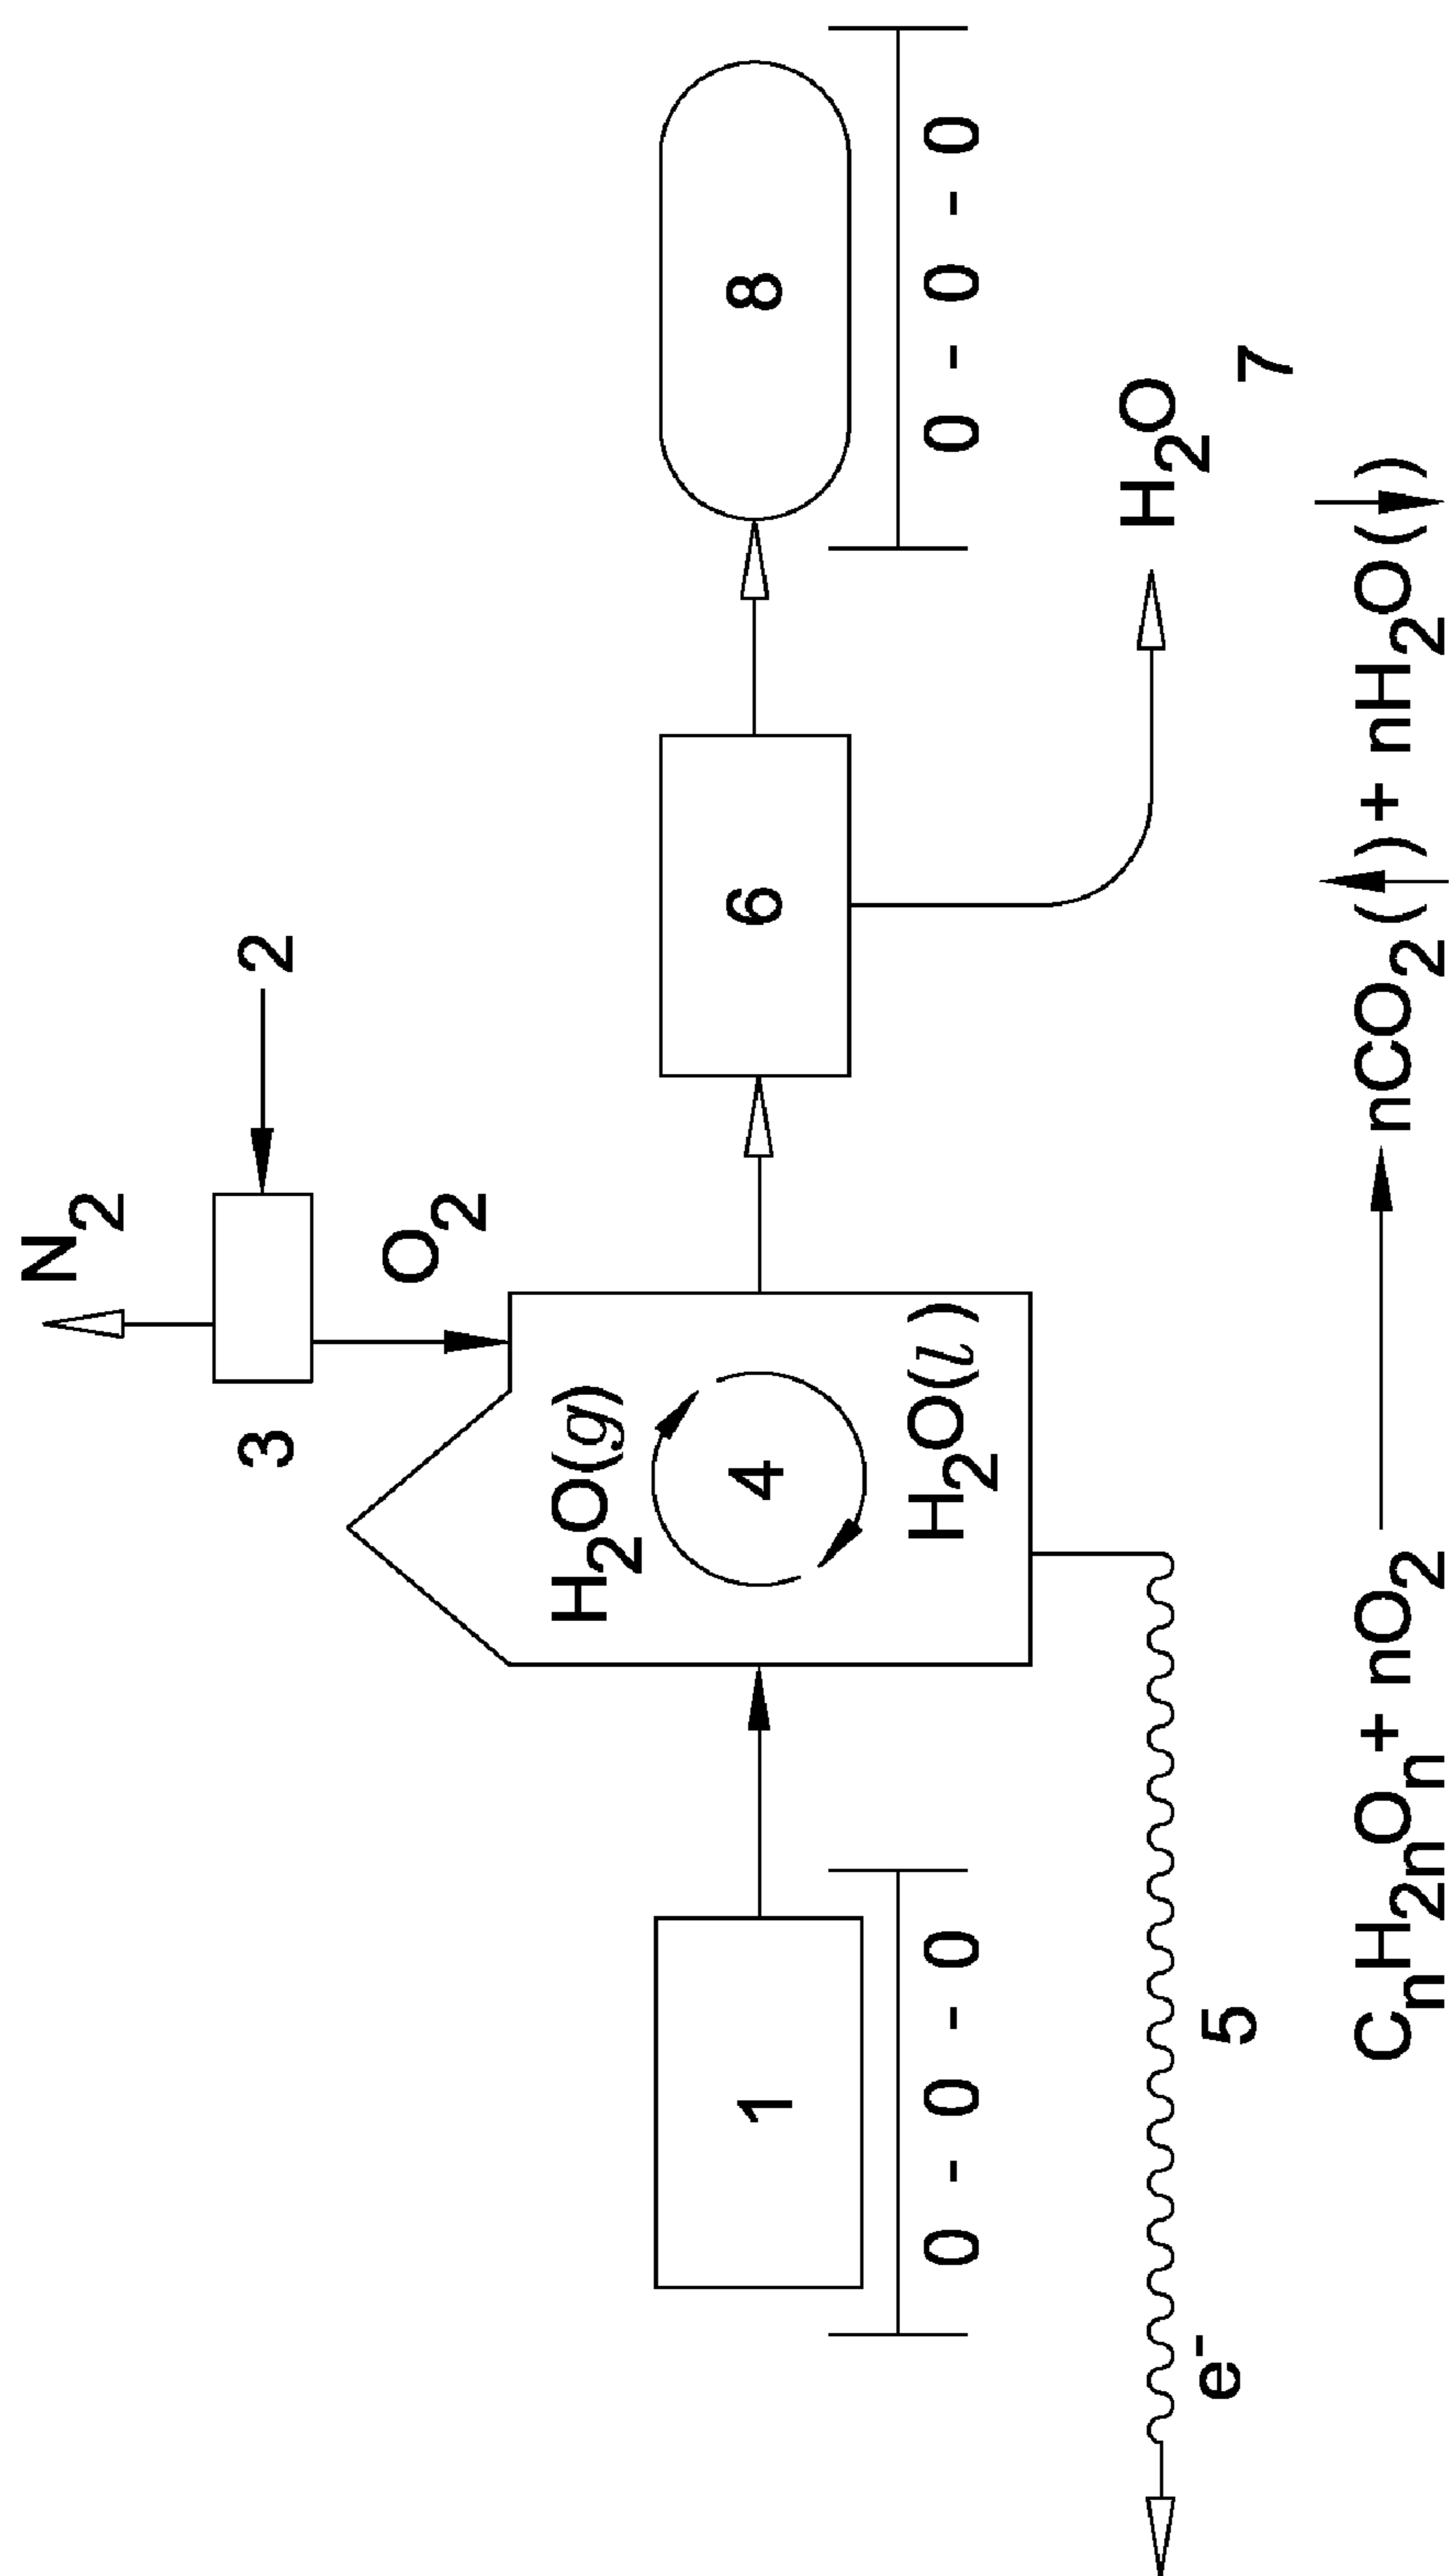 N₂
3 2
O₂
H₂O(g)
1 4 6 8
0 - 0 - 0 H₂O(l) 0 - 0 - 0
H₂O
e⁻ 5 7
CₙH₂ₙOₙ + nO₂ → nCO₂(↑) + nH₂O(↓)